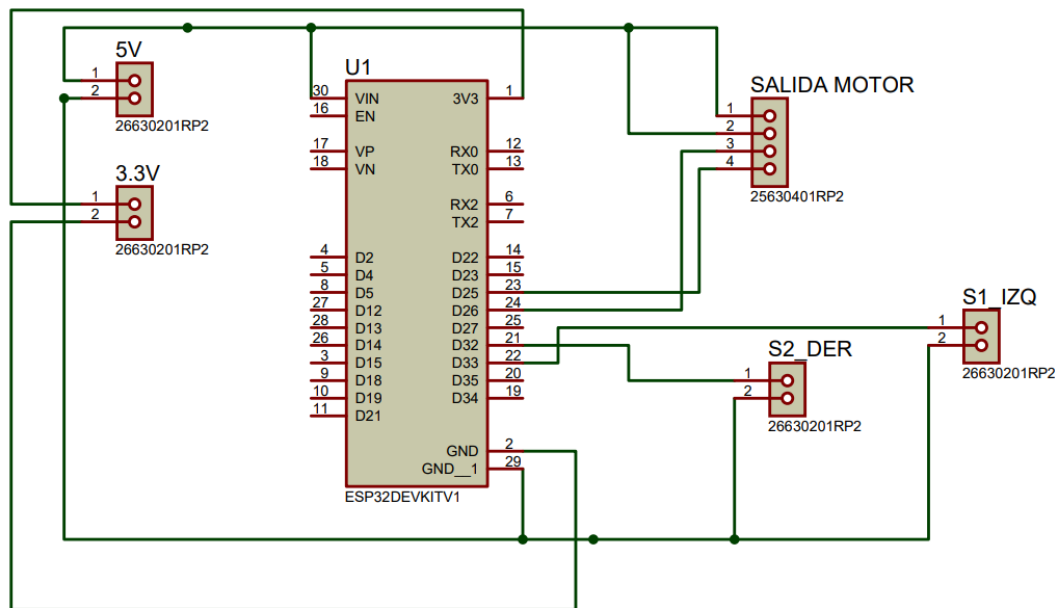 5V
1
2
26630201RP2
3.3V
1
2
26630201RP2
U1
30 VIN 3V3 1
16 EN
17 VP RX0 12
18 VN TX0 13
RX2 6
TX2 7
4 D2 D22 14
5 D4 D23 15
8 D5 D25 23
27 D12 D26 24
28 D13 D27 25
26 D14 D32 21
3 D15 D33 22
9 D18 D35 20
10 D19 D34 19
11 D21
GND 2
GND__1 29
ESP32DEVKITV1
SALIDA MOTOR
1
2
3
4
25630401RP2
S1_IZQ
1
2
26630201RP2
S2_DER
1
2
26630201RP2